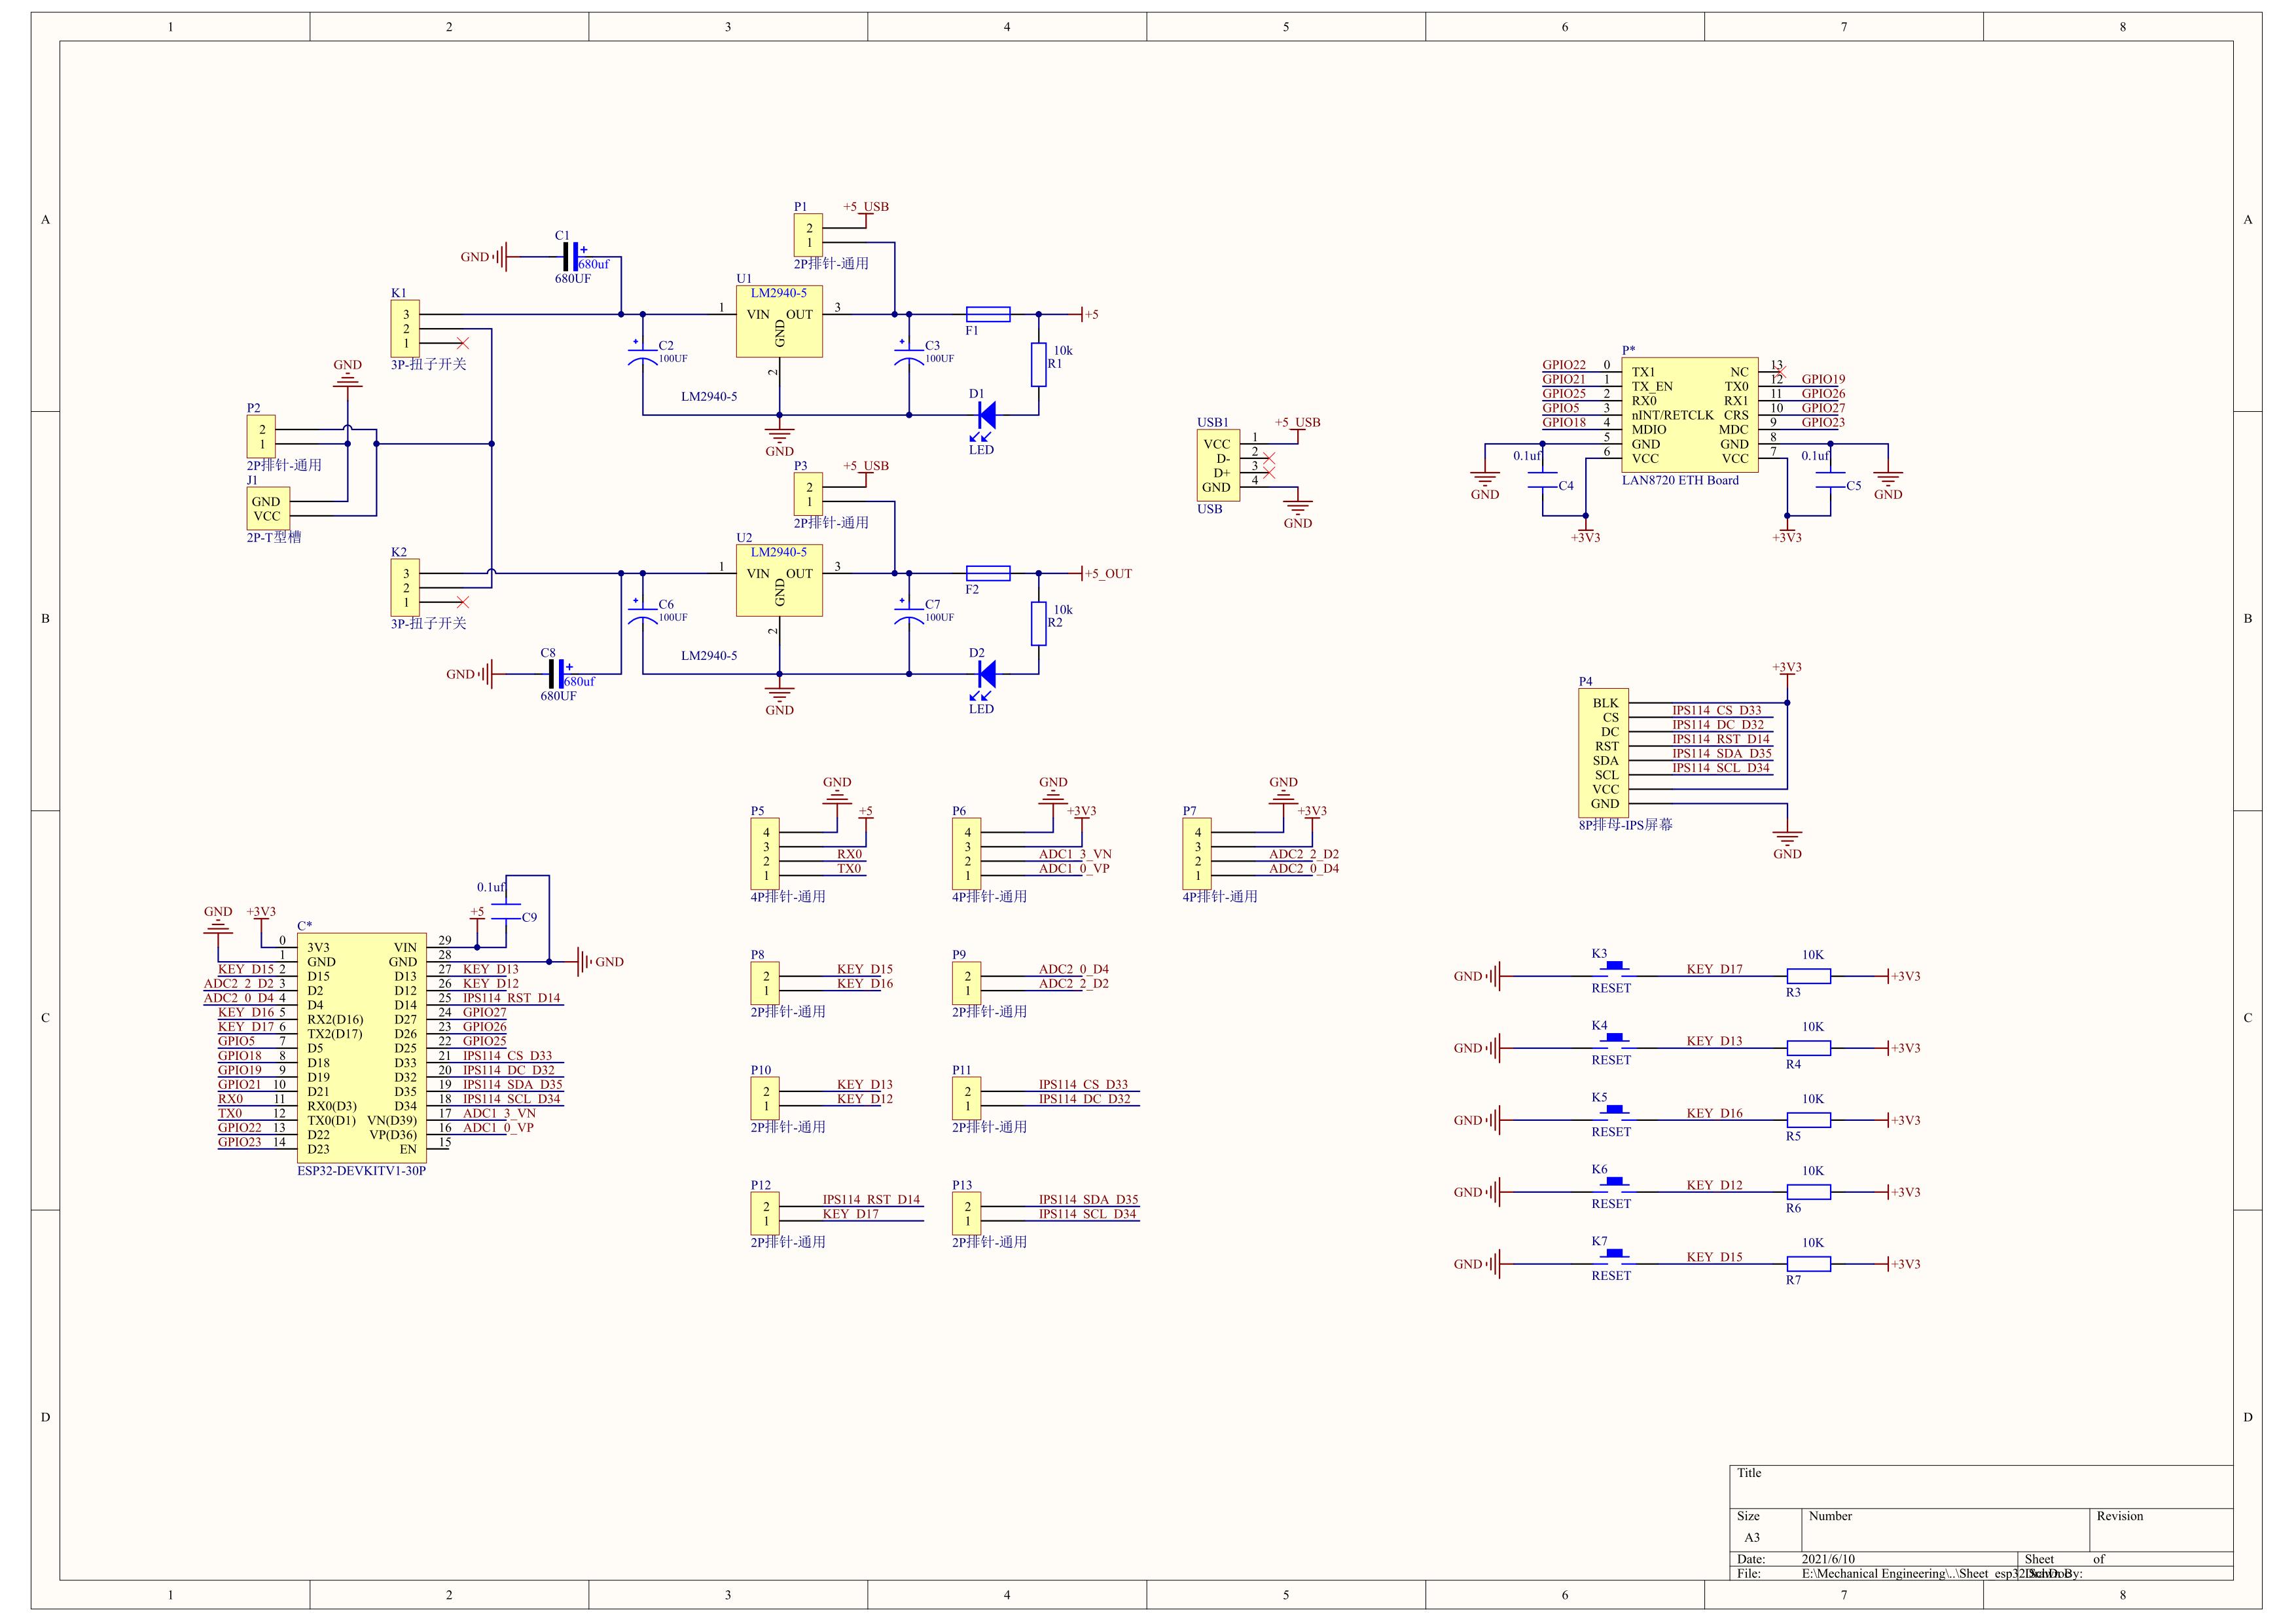 1 2 3 4 5 6 7 8
A
A
P1
+5_USB
2
1
2P排针-通用
C1
GND
+
680uf
680UF
K1
3
2
1
3P-扭子开关
U1
LM2940-5
1
VIN OUT
3
GND
2
LM2940-5
F1
+5
C2
100UF
C3
100UF
10k
R1
D1
LED
GND
GND
P2
2
1
2P排针-通用
J1
GND
VCC
2P-T型槽
P3
+5_USB
2
1
2P排针-通用
K2
3
2
1
3P-扭子开关
U2
LM2940-5
1
VIN OUT
3
GND
2
LM2940-5
F2
+5_OUT
C6
100UF
C7
100UF
10k
R2
C8
GND
+
680uf
680UF
D2
LED
GND
USB1
+5_USB
VCC 1
D- 2
D+ 3
GND 4
USB
GND
P*
GPIO22 0 TX1 NC 13
GPIO21 1 TX_EN TX0 12 GPIO19
GPIO25 2 RX0 RX1 11 GPIO26
GPIO5 3 nINT/RETCLK CRS 10 GPIO27
GPIO18 4 MDIO MDC 9 GPIO23
5 GND GND 8
6 VCC VCC 7
LAN8720 ETH Board
0.1uf
C4
GND
+3V3
0.1uf
C5
GND
+3V3
B
B
+3V3
P4
BLK
CS IPS114_CS_D33
DC IPS114_DC_D32
RST IPS114_RST_D14
SDA IPS114_SDA_D35
SCL IPS114_SCL_D34
VCC
GND
8P排母-IPS屏幕
GND
GND
P5
+5
4
3
2 RX0
1 TX0
4P排针-通用
GND
P6
+3V3
4
3
2 ADC1_3_VN
1 ADC1_0_VP
4P排针-通用
GND
P7
+3V3
4
3
2 ADC2_2_D2
1 ADC2_0_D4
4P排针-通用
0.1uf
C9
GND +3V3
+5
C*
0 3V3 VIN 29
1 GND GND 28 GND
KEY_D15 2 D15 D13 27 KEY_D13
ADC2_2_D2 3 D2 D12 26 KEY_D12
ADC2_0_D4 4 D4 D14 25 IPS114_RST_D14
KEY_D16 5 RX2(D16) D27 24 GPIO27
KEY_D17 6 TX2(D17) D26 23 GPIO26
GPIO5 7 D5 D25 22 GPIO25
GPIO18 8 D18 D33 21 IPS114_CS_D33
GPIO19 9 D19 D32 20 IPS114_DC_D32
GPIO21 10 D21 D35 19 IPS114_SDA_D35
RX0 11 RX0(D3) D34 18 IPS114_SCL_D34
TX0 12 TX0(D1) VN(D39) 17 ADC1_3_VN
GPIO22 13 D22 VP(D36) 16 ADC1_0_VP
GPIO23 14 D23 EN 15
ESP32-DEVKITV1-30P
P8
2 KEY_D15
1 KEY_D16
2P排针-通用
P9
2 ADC2_0_D4
1 ADC2_2_D2
2P排针-通用
P10
2 KEY_D13
1 KEY_D12
2P排针-通用
P11
2 IPS114_CS_D33
1 IPS114_DC_D32
2P排针-通用
P12
2 IPS114_RST_D14
1 KEY_D17
2P排针-通用
P13
2 IPS114_SDA_D35
1 IPS114_SCL_D34
2P排针-通用
K3 10K
GND KEY_D17 +3V3
RESET R3
K4 10K
GND KEY_D13 +3V3
RESET R4
K5 10K
GND KEY_D16 +3V3
RESET R5
K6 10K
GND KEY_D12 +3V3
RESET R6
K7 10K
GND KEY_D15 +3V3
RESET R7
C
C
D
D
Title
Size Number Revision
A3
Date: 2021/6/10 Sheet of
File: E:\Mechanical Engineering\..\Sheet_esp32.SchDoc Drawn By:
1 2 3 4 5 6 7 8